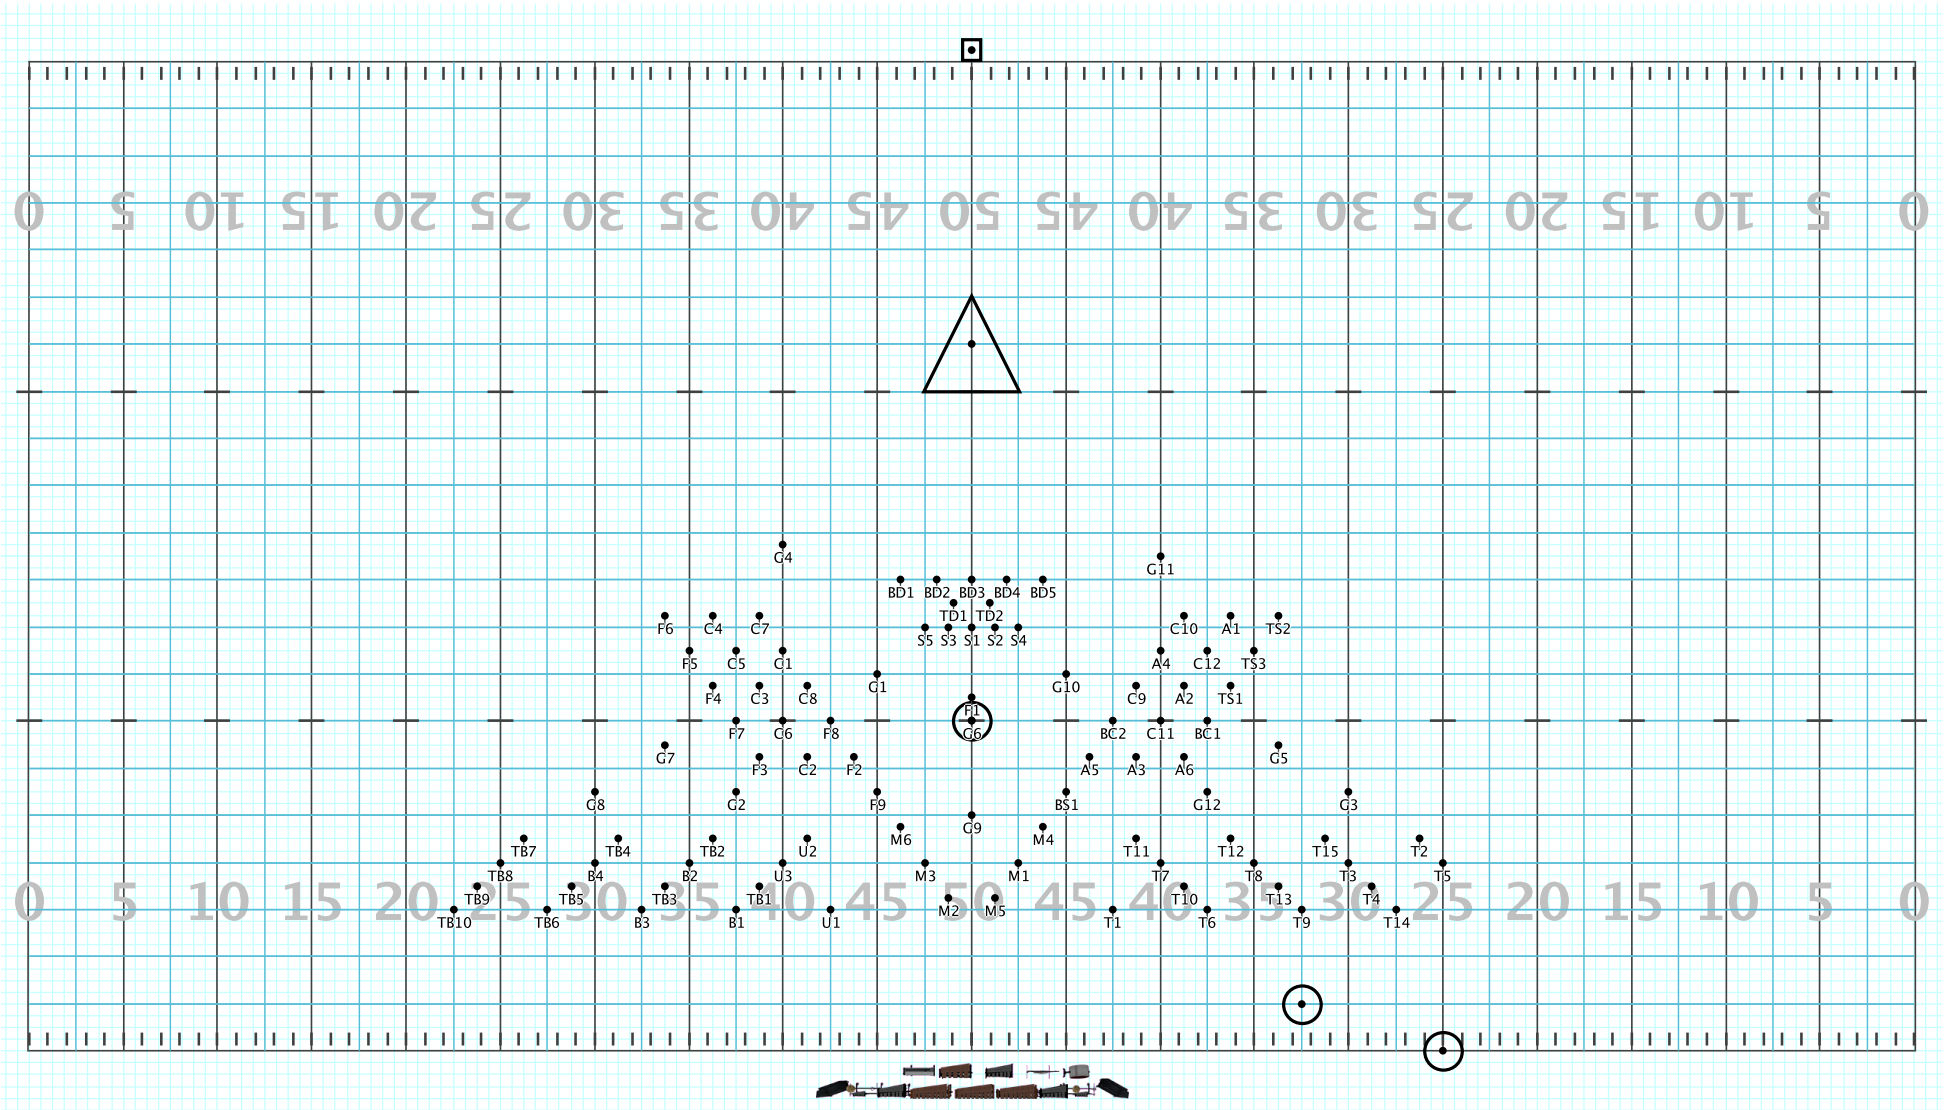 0 5 10 15 20 25 30 35 40 45 50 45 40 35 30 25 20 15 10 5 0
G4
G11
BD1 BD2 BD3 BD4 BD5
TD1 TD2
F6 C4 C7 C10 A1 TS2
S5 S3 S1 S2 S4
F5 C5 C1 A4 C12 TS3
G1 G10
F4 C3 C8 C9 A2 TS1
F1
F7 C6 F8 G6 BC2 C11 BC1
G7 G5
F3 C2 F2 A5 A3 A6
G8 G2 F9 BS1 G12 G3
G9
M6 M4
TB7 TB4 TB2 U2 T11 T12 T15 T2
TB8 B4 B2 U3 M3 M1 T7 T8 T3 T5
TB9 TB5 TB3 TB1 T10 T13 T4
0 5 10 15 20 25 30 35 40 45 50 45 40 35 30 25 20 15 10 5 0
M2 M5
TB10 TB6 B3 B1 U1 T1 T6 T9 T14